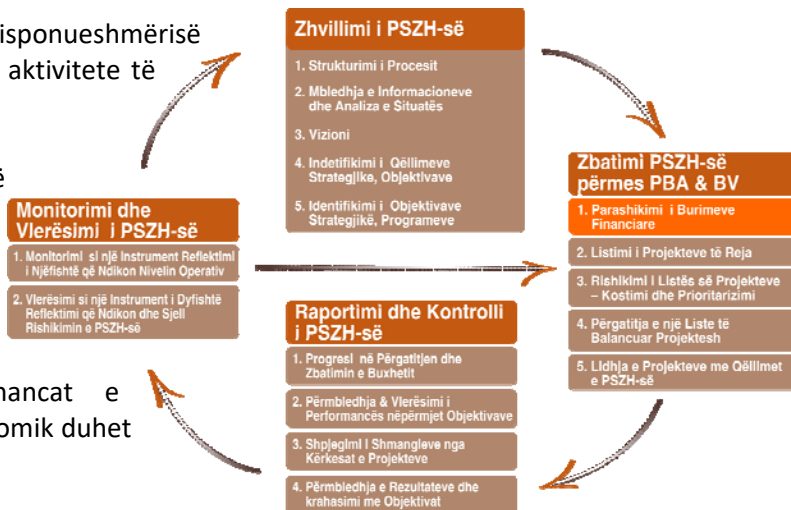 isponueshmërisë
aktivitete të
ë
Zhvillimi i PSZH-së
1. Strukturimi i Procesit
2. Mbledhja e Informacioneve
dhe Analiza e Situatës
3. Vizioni
4. Indetifikimi i Qëllimeve
Strategjike, Objektivave
5. Identifikimi i Objektivave
Strategjikë, Programeve
Zbatimi PSZH-së
përmes PBA & BV
1. Parashikimi i Burimeve
Financiare
2. Listimi i Projekteve të Reja
3. Rishikimi i Listës së Projekteve
– Kostimi dhe Prioritarizimi
4. Përgatitja e një Liste të
Balancuar Projektesh
5. Lidhja e Projekteve me Qëllimet
e PSZH-së
Monitorimi dhe
Vlerësimi i PSZH-së
1. Monitorimi si një Instrument Reflektimi
i Njëfishtë që Ndikon Nivelin Operativ
2. Vlerësimi si një Instrument i Dyfishtë
Reflektimi që Ndikon dhe Sjell
Rishikimin e PSZH-së
Raportimi dhe Kontrolli
i PSZH-së
1. Progresi në Përgatitjen dhe
Zbatimin e Buxhetit
2. Përmbledhja & Vlerësimi i
Performancës nëpërmjet Objektivave
3. Shpjegimi i Shmangieve nga
Kërkesat e Projekteve
4. Përmbledhja e Rezultateve dhe
krahasimi me Objektivat
nancat e
omik duhet